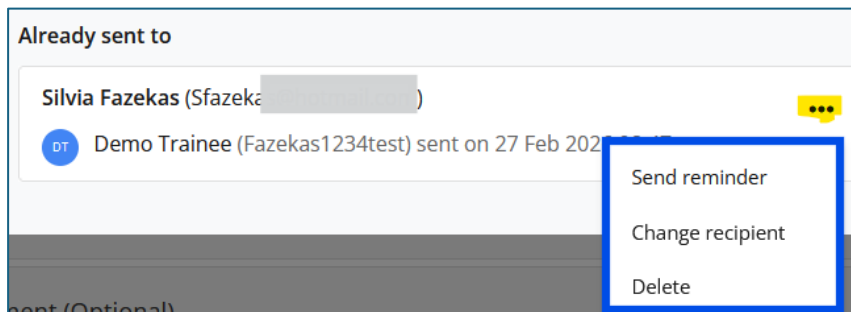 Already sent to
Silvia Fazekas (Sfazeka )
•••
DT Demo Trainee (Fazekas1234test) sent on 27 Feb
Send reminder
Change recipient
Delete
(Optional)